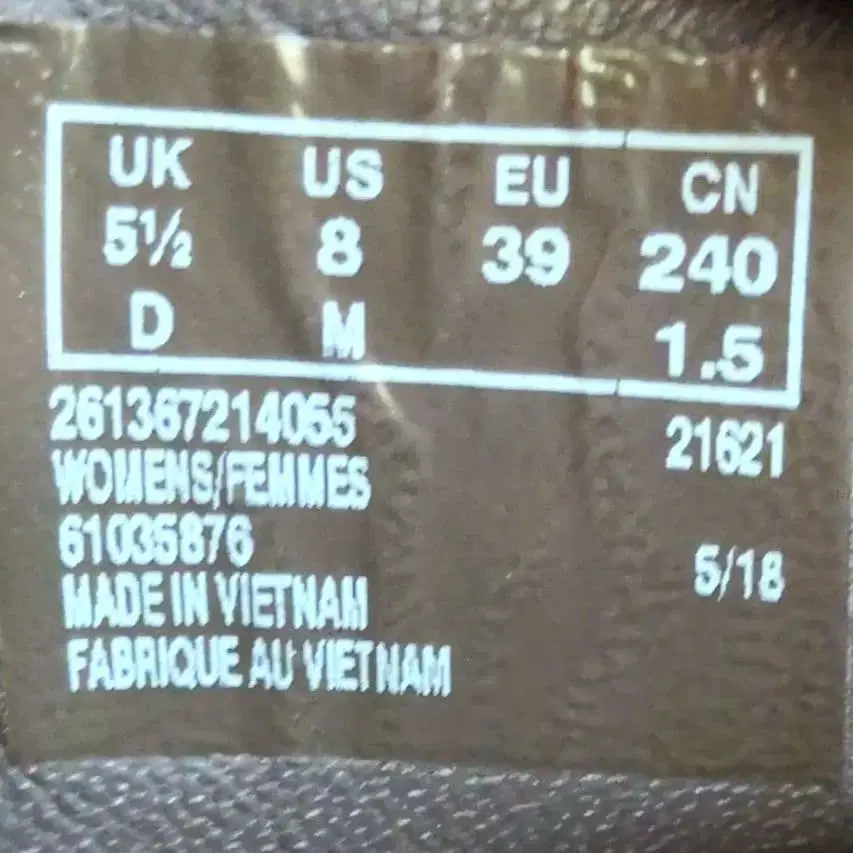 UK US EU CN
5½ 8 39 240
D M 1.5
261367214055 21621
WOMENS/FEMMES
61035876 5/18
MADE IN VIETNAM
FABRIQUE AU VIETNAM